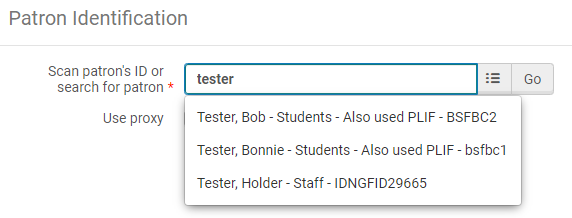 Patron Identification
Scan patron's ID or
search for patron *
tester
Go
Use proxy
Tester, Bob - Students - Also used PLIF - BSFBC2
Tester, Bonnie - Students - Also used PLIF - bsfbc1
Tester, Holder - Staff - IDNGFID29665